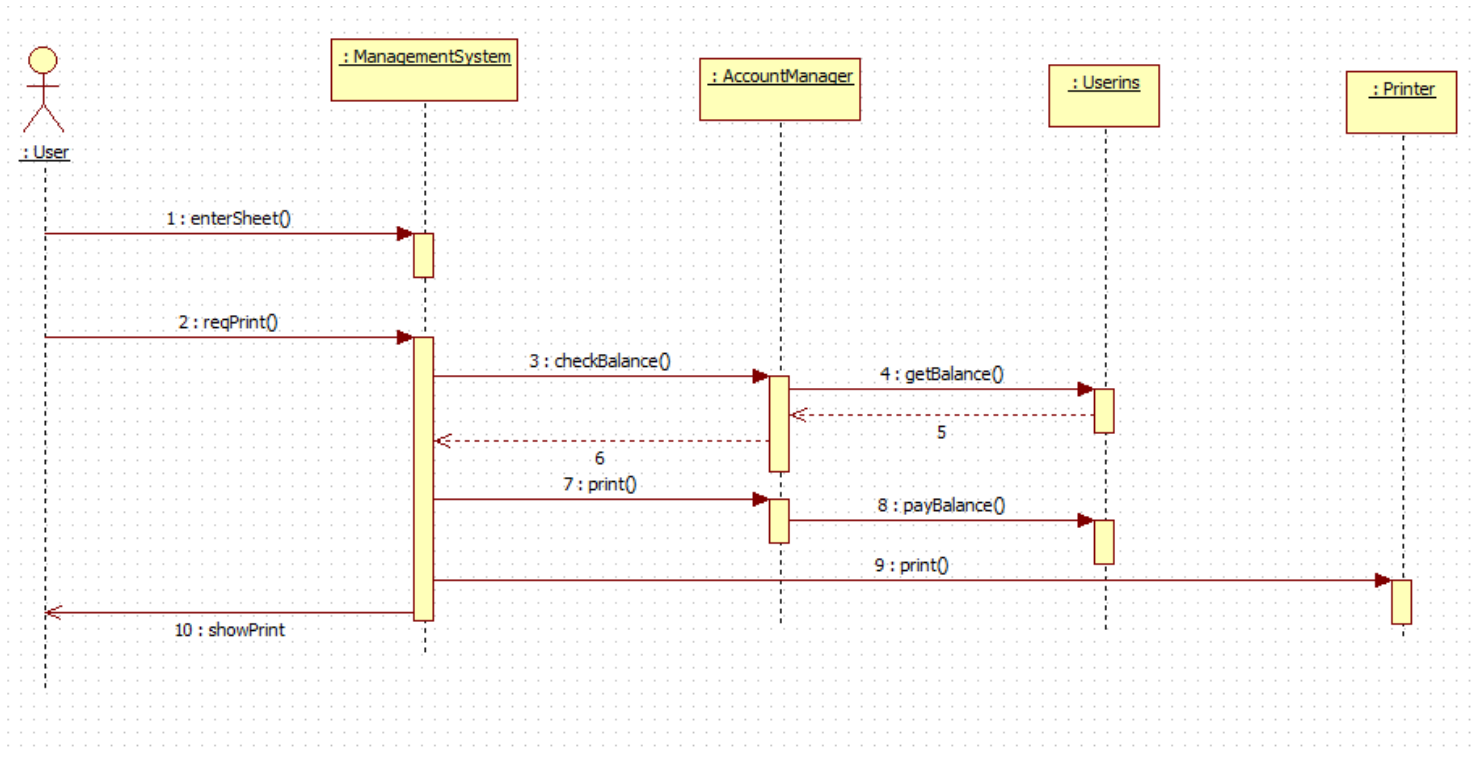 : ManagementSystem
: AccountManager
: Userins
: Printer
: User
1 : enterSheet()
2 : reqPrint()
3 : checkBalance()
4 : getBalance()
5
6
7 : print()
8 : payBalance()
9 : print()
10 : showPrint